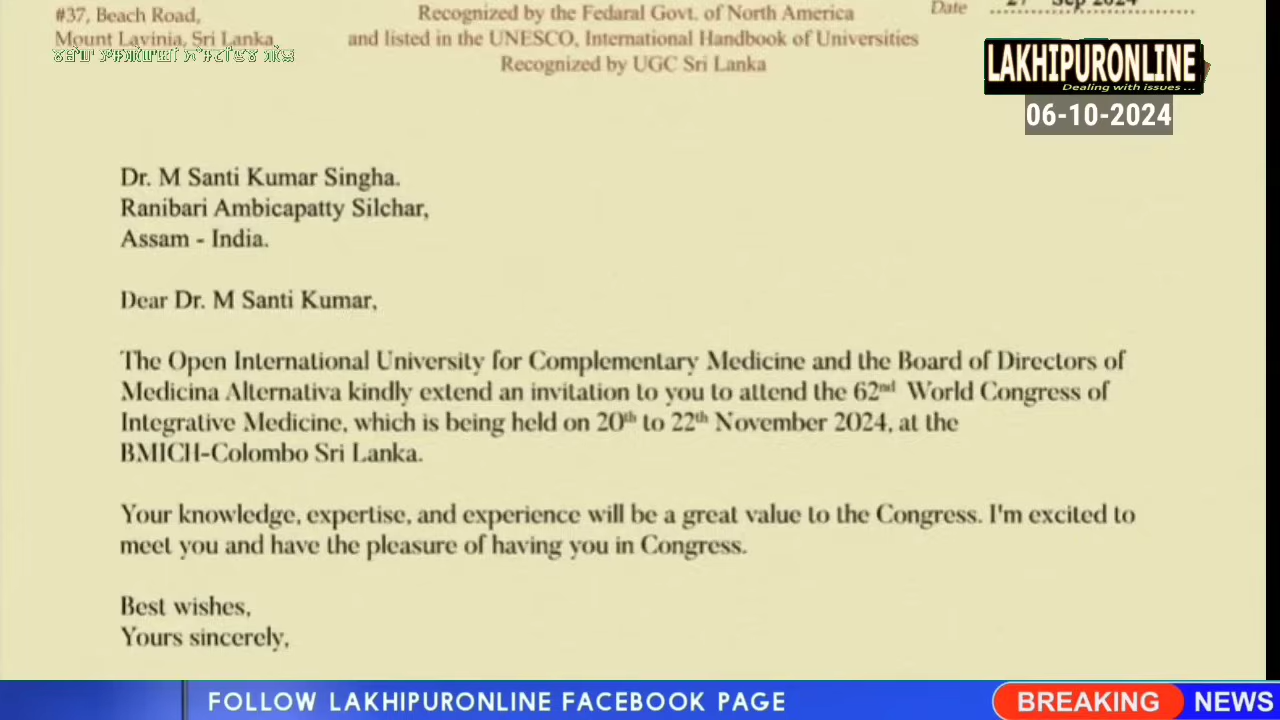 #37, Beach Road,
Mount Lavinia, Sri Lanka
Recognized by the Fedaral Govt. of North America
and listed in the UNESCO, International Handbook of Universities
Recognized by UGC Sri Lanka
Date 27 Sep 2024
LAKHIPURONLINE
Dealing with issues ...
06-10-2024
Dr. M Santi Kumar Singha.
Ranibari Ambicapatty Silchar,
Assam - India.
Dear Dr. M Santi Kumar,
The Open International University for Complementary Medicine and the Board of Directors of
Medicina Alternativa kindly extend an invitation to you to attend the 62nd World Congress of
Integrative Medicine, which is being held on 20th to 22th November 2024, at the
BMICH-Colombo Sri Lanka.
Your knowledge, expertise, and experience will be a great value to the Congress. I'm excited to
meet you and have the pleasure of having you in Congress.
Best wishes,
Yours sincerely,
FOLLOW LAKHIPURONLINE FACEBOOK PAGE
BREAKING NEWS